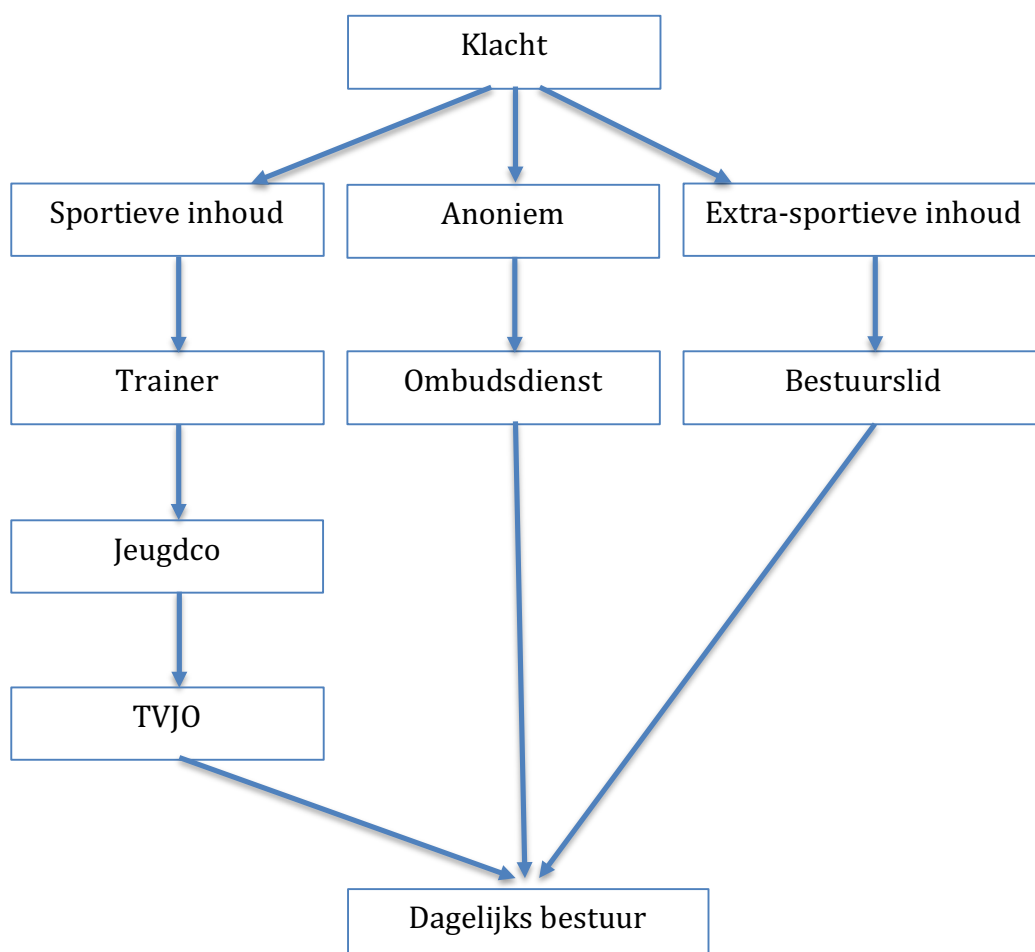 Klacht
Sportieve inhoud
Anoniem
Extra-sportieve inhoud
Trainer
Ombudsdienst
Bestuurslid
Jeugdco
TVJO
Dagelijks bestuur